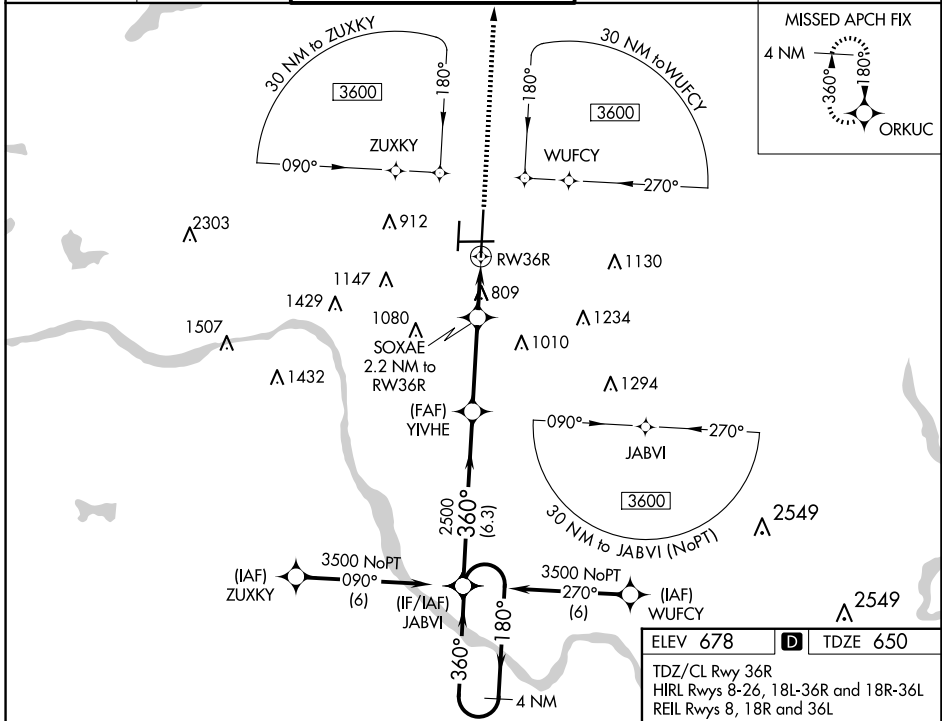 MISSED APCH FIX
4 NM
360°
180°
ORKUC
30 NM to ZUXKY
3600
180°
090°
ZUXKY
30 NM to WUFCY
3600
180°
WUFCY
270°
2303
912
RW36R
1130
1147
1429
809
1507
1080
SOXAE
2.2 NM to
RW36R
1234
1010
1432
1294
(FAF)
YIVHE
090°
270°
JABVI
3600
30 NM to JABVI (NoPT)
2500
360°
(6.3)
2549
(IAF)
ZUXKY
3500 NoPT
090°
(6)
(IF/IAF)
JABVI
3500 NoPT
270°
(6)
(IAF)
WUFCY
2549
360°
180°
4 NM
ELEV 678 D TDZE 650
TDZ/CL Rwy 36R
HIRL Rwys 8-26, 18L-36R and 18R-36L
REIL Rwys 8, 18R and 36L